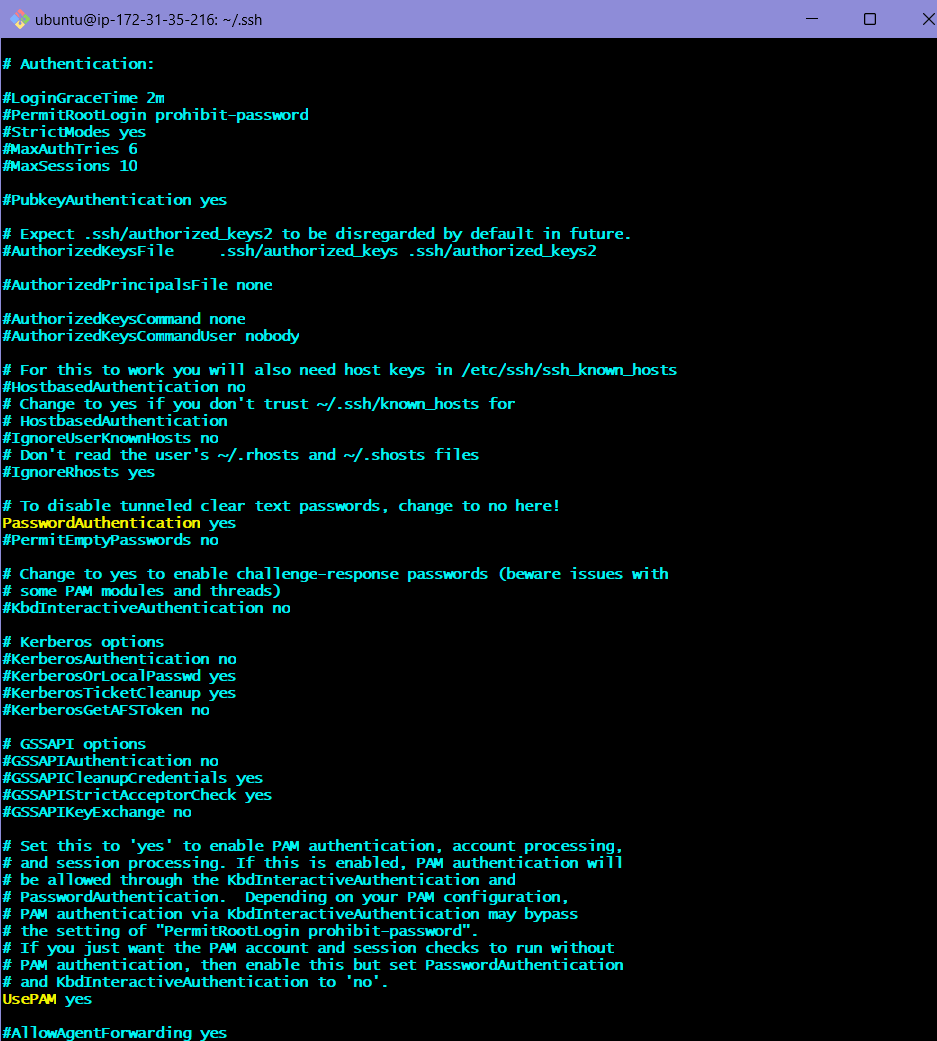 ubuntu@ip-172-31-35-216: ~/.ssh
# Authentication:
#LoginGraceTime 2m
#PermitRootLogin prohibit-password
#StrictModes yes
#MaxAuthTries 6
#MaxSessions 10
#PubkeyAuthentication yes
# Expect .ssh/authorized_keys2 to be disregarded by default in future.
#AuthorizedKeysFile     .ssh/authorized_keys .ssh/authorized_keys2
#AuthorizedPrincipalsFile none
#AuthorizedKeysCommand none
#AuthorizedKeysCommandUser nobody
# For this to work you will also need host keys in /etc/ssh/ssh_known_hosts
#HostbasedAuthentication no
# Change to yes if you don't trust ~/.ssh/known_hosts for
# HostbasedAuthentication
#IgnoreUserKnownHosts no
# Don't read the user's ~/.rhosts and ~/.shosts files
#IgnoreRhosts yes
# To disable tunneled clear text passwords, change to no here!
PasswordAuthentication yes
#PermitEmptyPasswords no
# Change to yes to enable challenge-response passwords (beware issues with
# some PAM modules and threads)
#KbdInteractiveAuthentication no
# Kerberos options
#KerberosAuthentication no
#KerberosOrLocalPasswd yes
#KerberosTicketCleanup yes
#KerberosGetAFSToken no
# GSSAPI options
#GSSAPIAuthentication no
#GSSAPICleanupCredentials yes
#GSSAPIStrictAcceptorCheck yes
#GSSAPIKeyExchange no
# Set this to 'yes' to enable PAM authentication, account processing,
# and session processing. If this is enabled, PAM authentication will
# be allowed through the KbdInteractiveAuthentication and
# PasswordAuthentication.  Depending on your PAM configuration,
# PAM authentication via KbdInteractiveAuthentication may bypass
# the setting of "PermitRootLogin prohibit-password".
# If you just want the PAM account and session checks to run without
# PAM authentication, then enable this but set PasswordAuthentication
# and KbdInteractiveAuthentication to 'no'.
UsePAM yes
#AllowAgentForwarding yes